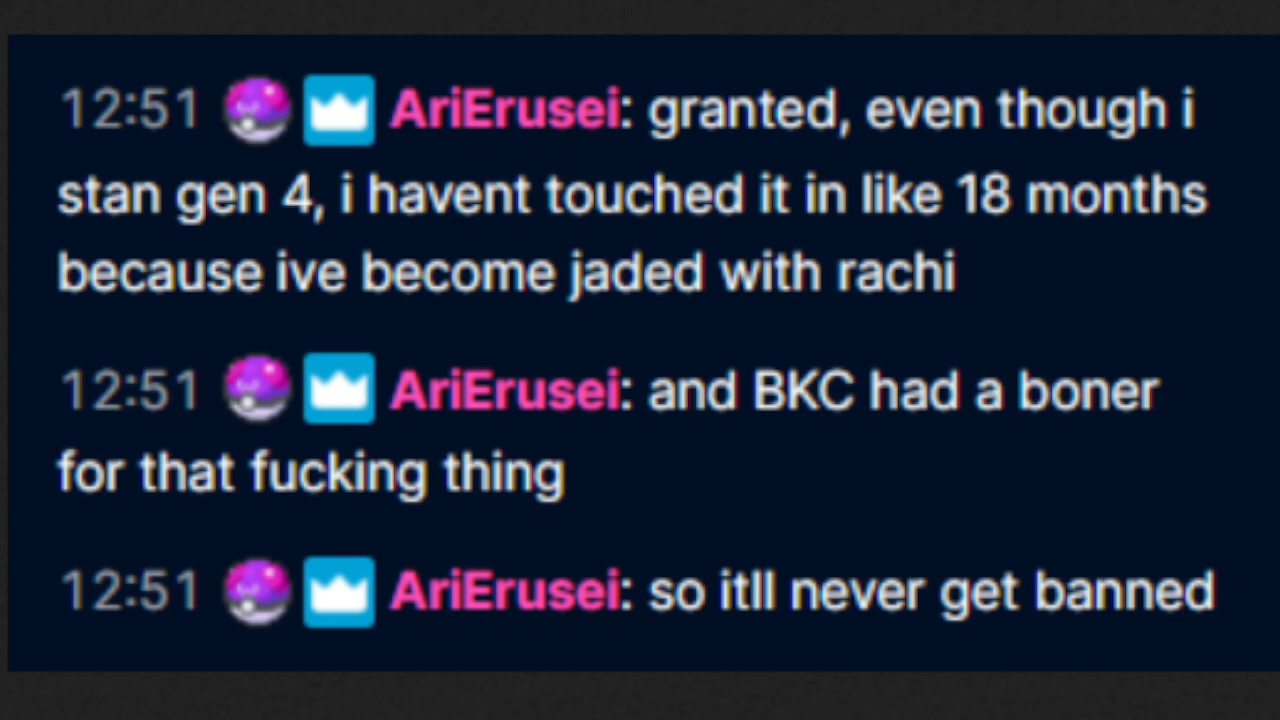 12:51 AriErusei: granted, even though i
stan gen 4, i havent touched it in like 18 months
because ive become jaded with rachi
12:51 AriErusei: and BKC had a boner
for that fucking thing
12:51 AriErusei: so itll never get banned